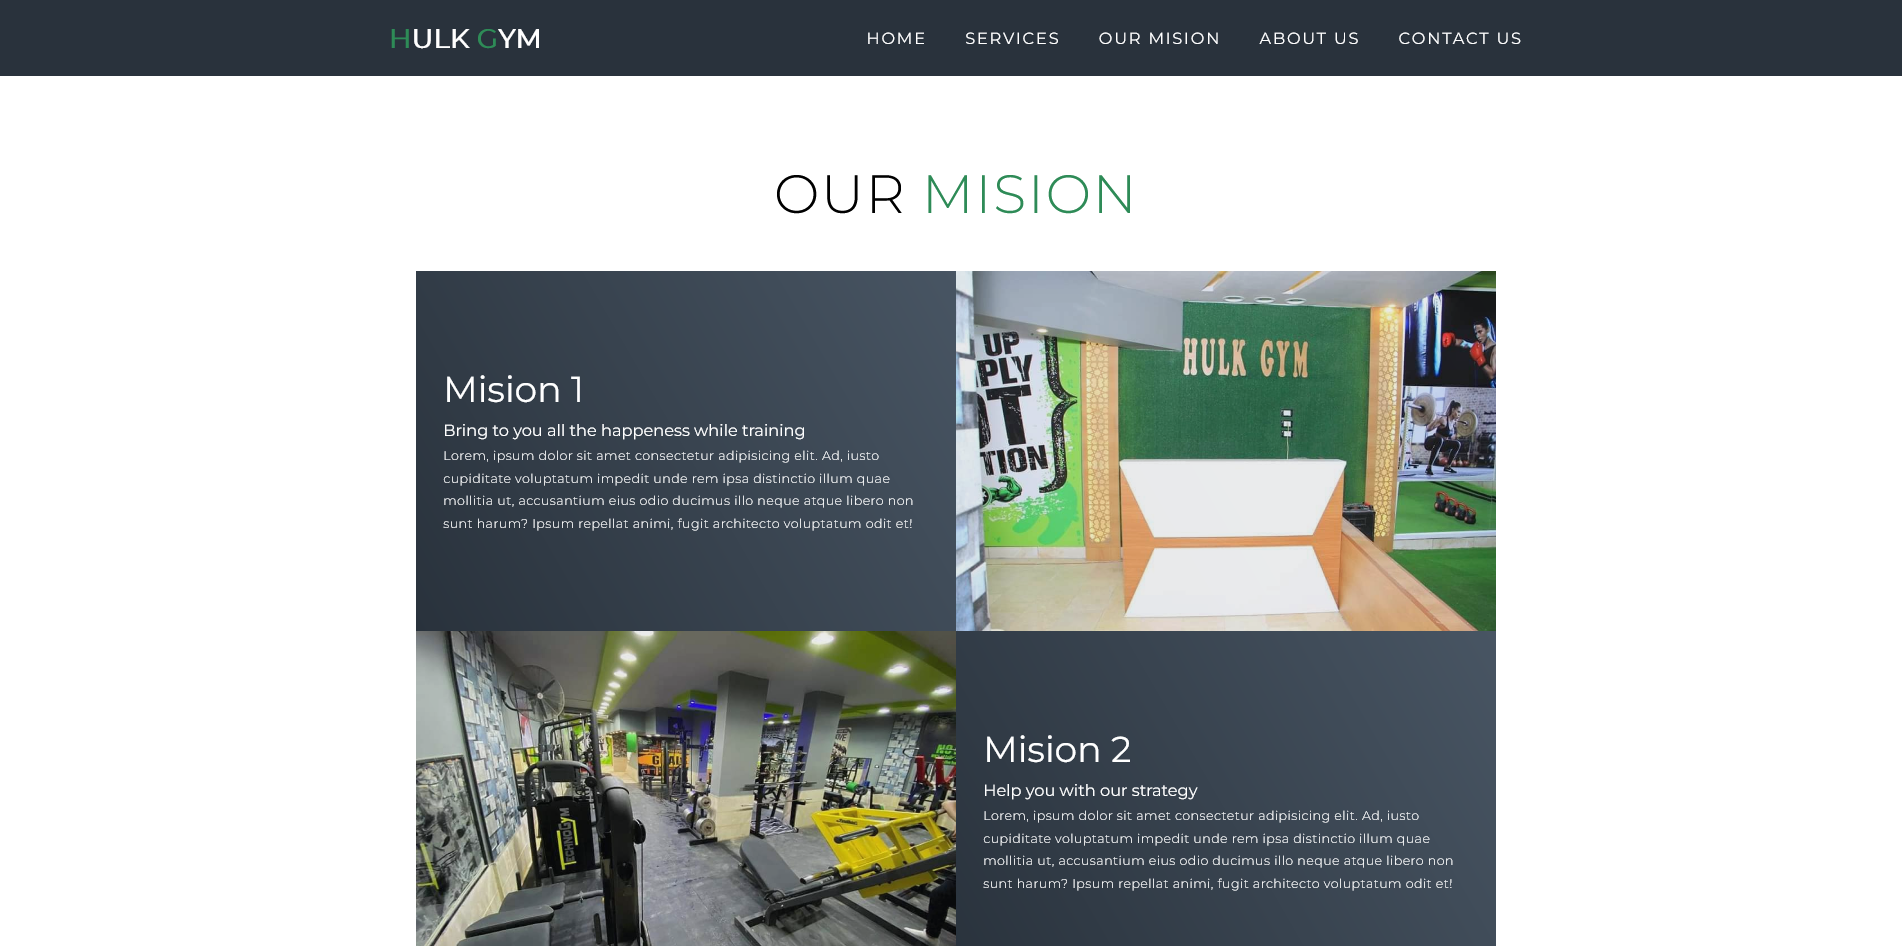 HULK GYM
HOME
SERVICES
OUR MISION
ABOUT US
CONTACT US
OUR MISION
Mision 1
Bring to you all the happeness while training
Lorem, ipsum dolor sit amet consectetur adipisicing elit. Ad, iusto
cupiditate voluptatum impedit unde rem ipsa distinctio illum quae
mollitia ut, accusantium eius odio ducimus illo neque atque libero non
sunt harum? Ipsum repellat animi, fugit architecto voluptatum odit et!
UP
PLY
OT
TION
HULK GYM
TECHNOGYM
Mision 2
Help you with our strategy
Lorem, ipsum dolor sit amet consectetur adipisicing elit. Ad, iusto
cupiditate voluptatum impedit unde rem ipsa distinctio illum quae
mollitia ut, accusantium eius odio ducimus illo neque atque libero non
sunt harum? Ipsum repellat animi, fugit architecto voluptatum odit et!